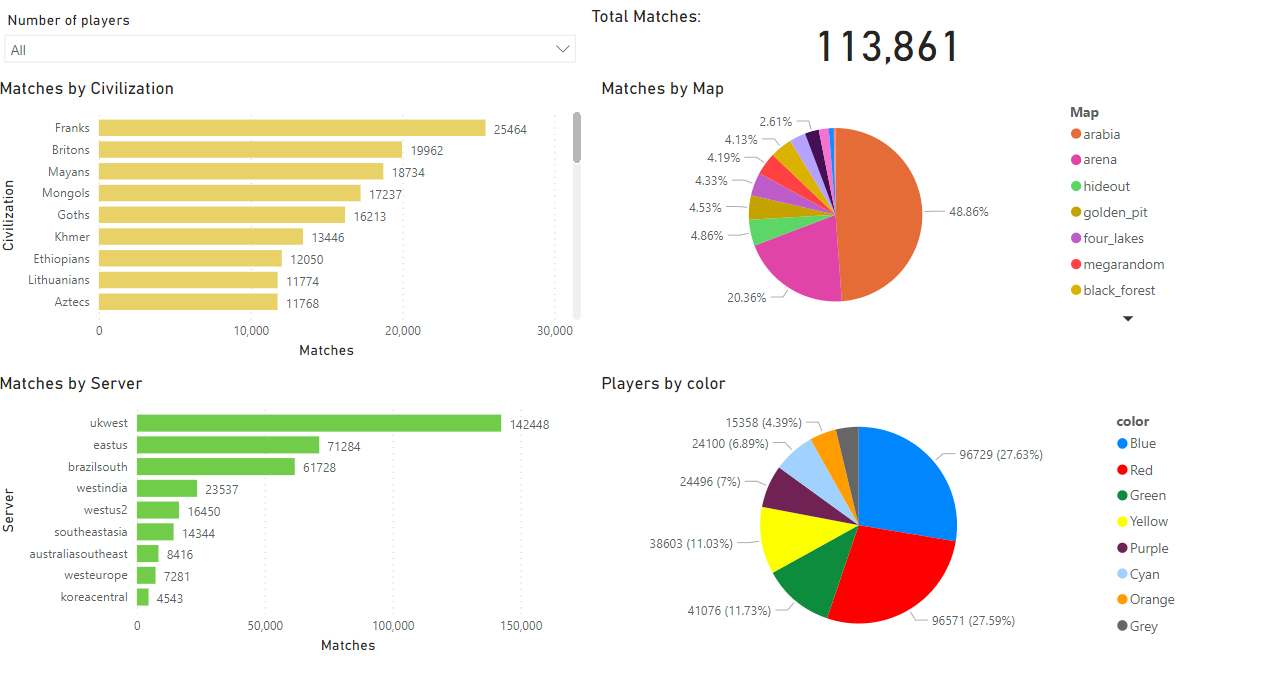 Number of players
All
Total Matches:
113,861
Matches by Civilization
Civilization
Franks 25464
Britons 19962
Mayans 18734
Mongols 17237
Goths 16213
Khmer 13446
Ethiopians 12050
Lithuanians 11774
Aztecs 11768
0 10,000 20,000 30,000
Matches
Matches by Map
2.61%
4.13%
4.19%
4.33%
4.53%
4.86%
20.36%
48.86%
Map
arabia
arena
hideout
golden_pit
four_lakes
megarandom
black_forest
Matches by Server
Server
ukwest 142448
eastus 71284
brazilsouth 61728
westindia 23537
westus2 16450
southeastasia 14344
australiasoutheast 8416
westeurope 7281
koreacentral 4543
0 50,000 100,000 150,000
Matches
Players by color
15358 (4.39%)
24100 (6.89%)
24496 (7%)
38603 (11.03%)
41076 (11.73%)
96729 (27.63%)
96571 (27.59%)
color
Blue
Red
Green
Yellow
Purple
Cyan
Orange
Grey